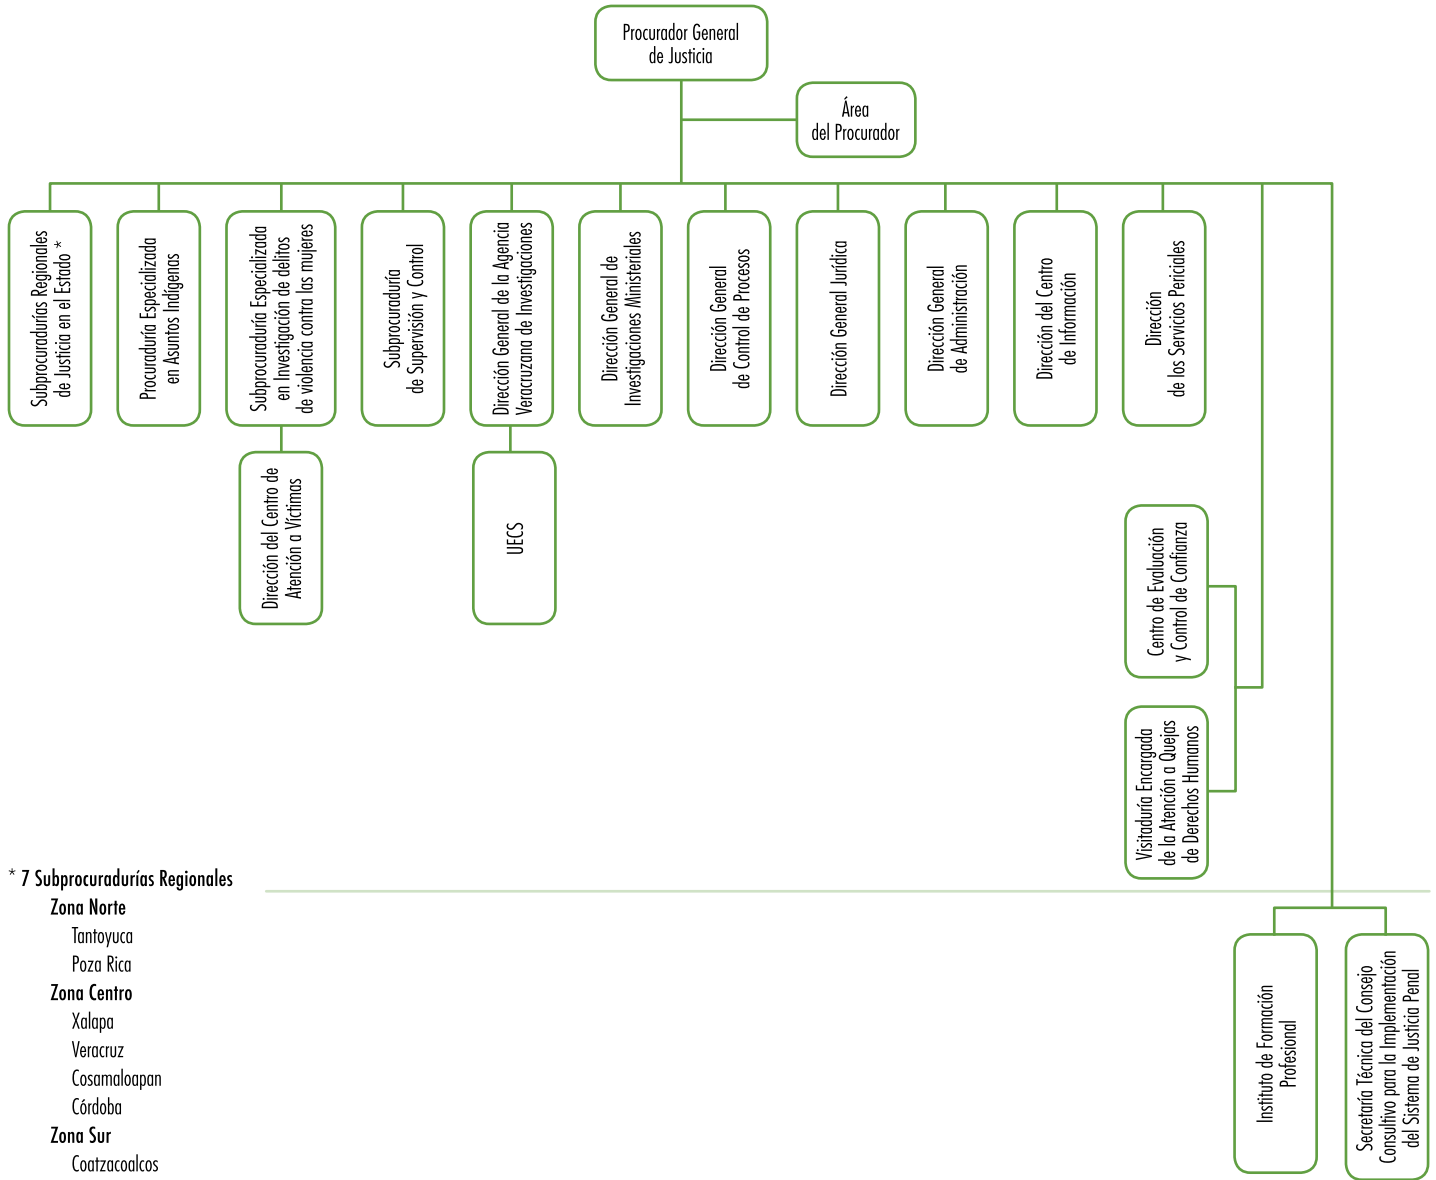 Procurador General
de Justicia
Área
del Procurador
Subprocuradurías Regionales
de Justicia en el Estado *
Procuraduría Especializada
en Asuntos Indígenas
Subprocuraduría Especializada
en Investigación de delitos
de violencia contra las mujeres
Subprocuraduría
de Supervisión y Control
Dirección General de la Agencia
Veracruzana de Investigaciones
Dirección General de
Investigaciones Ministeriales
Dirección General
de Control de Procesos
Dirección General Jurídica
Dirección General
de Administración
Dirección del Centro
de Información
Dirección
de los Servicios Periciales
Dirección del Centro de
Atención a Víctimas
UECS
Centro de Evaluación
y Control de Confianza
Visitaduría Encargada
de la Atención a Quejas
de Derechos Humanos
* 7 Subprocuradurías Regionales
Zona Norte
Tantoyuca
Poza Rica
Zona Centro
Xalapa
Veracruz
Cosamaloapan
Córdoba
Zona Sur
Coatzacoalcos
Instituto de Formación
Profesional
Secretaría Técnica del Consejo
Consultivo para la Implementación
del Sistema de Justicia Penal